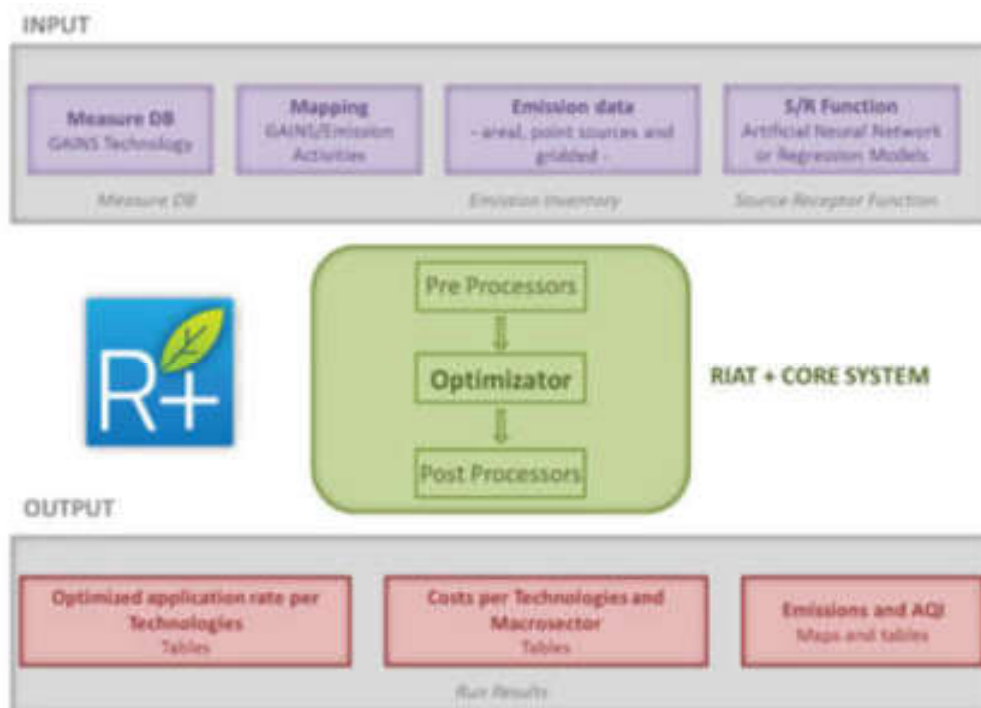 INPUT
Measure DB
GAINS Technology
Mapping
GAINS/Emission
Activities
Emission data
- areal, point sources and
gridded -
S/R Function
Artificial Neural Network
or Regression Models
Measure DB
Emission Inventory
Source Receptor Function
R+
Pre Processors
Optimizator
Post Processors
RIAT + CORE SYSTEM
OUTPUT
Optimized application rate per
Technologies
Tables
Costs per Technologies and
Macrosector
Tables
Emissions and AQI
Maps and tables
Run Results